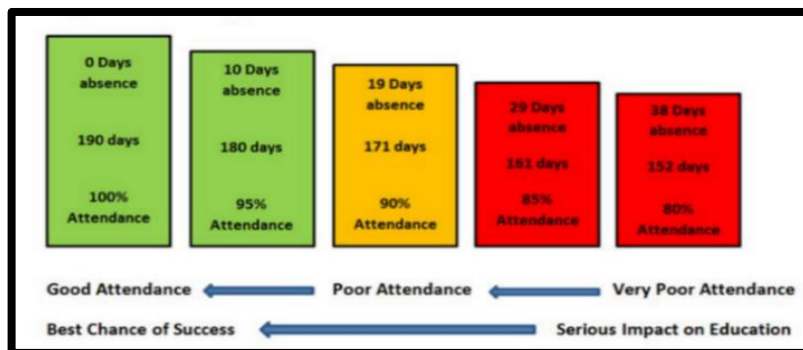 0 Days
absence
190 days
100%
Attendance
10 Days
absence
180 days
95%
Attendance
19 Days
absence
171 days
90%
Attendance
29 Days
absence
161 days
85%
Attendance
38 Days
absence
152 days
80%
Attendance
Good Attendance Poor Attendance Very Poor Attendance
Best Chance of Success Serious Impact on Education